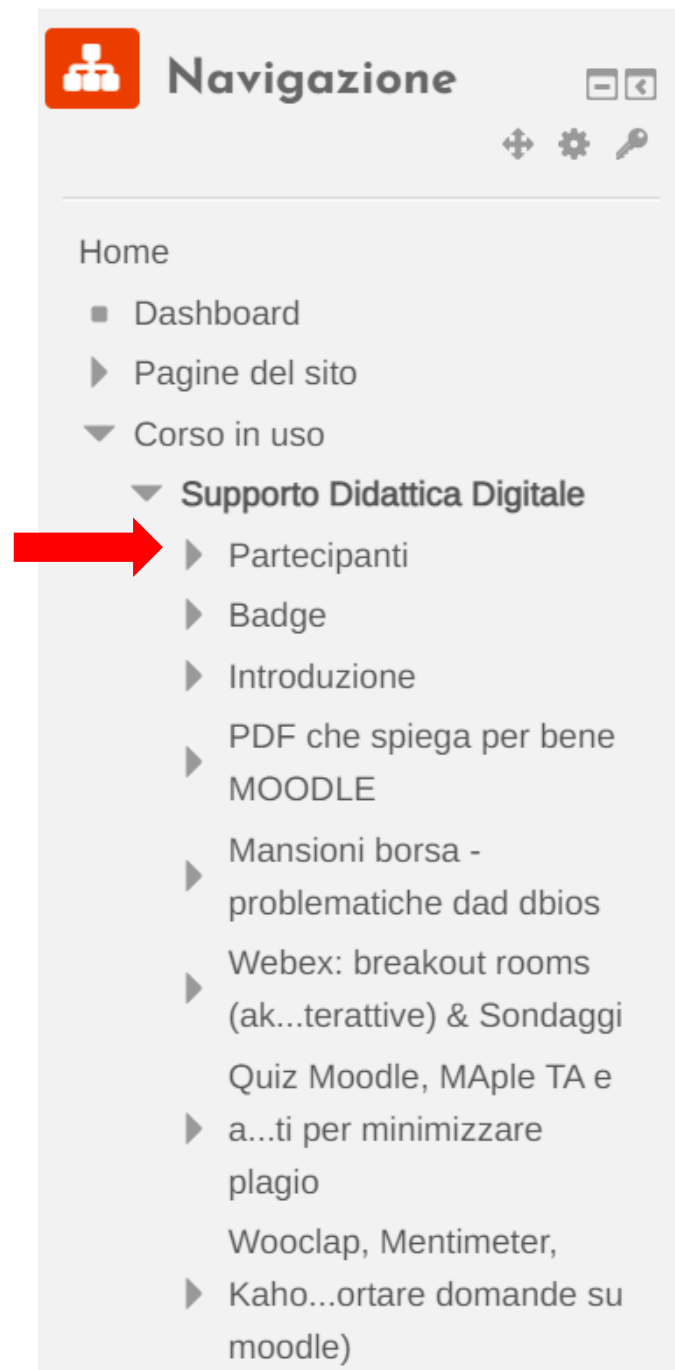 Navigazione
Home
Dashboard
Pagine del sito
Corso in uso
Supporto Didattica Digitale
Partecipanti
Badge
Introduzione
PDF che spiega per bene
MOODLE
Mansioni borsa -
problematiche dad dbios
Webex: breakout rooms
(ak...terattive) & Sondaggi
Quiz Moodle, MAple TA e
a...ti per minimizzare
plagio
Wooclap, Mentimeter,
Kaho...ortare domande su
moodle)